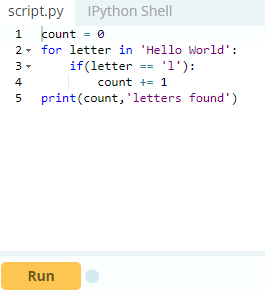 script.py IPython Shell
1 count = 0
2 for letter in 'Hello World':
3     if(letter == 'l'):
4         count += 1
5 print(count,'letters found')
Run